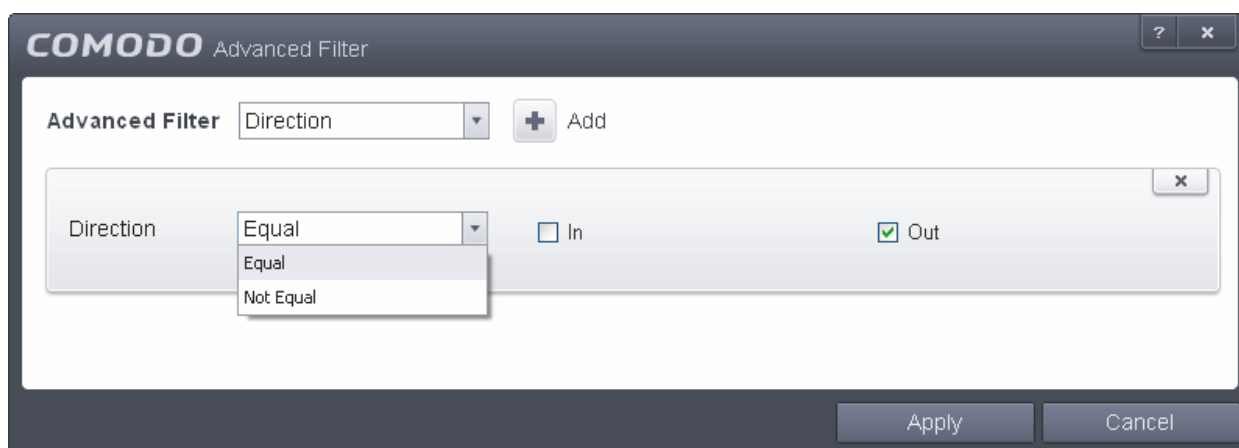 COMODO Advanced Filter ? x
Advanced Filter Direction + Add
x
Direction Equal In Out
Equal
Not Equal
Apply Cancel